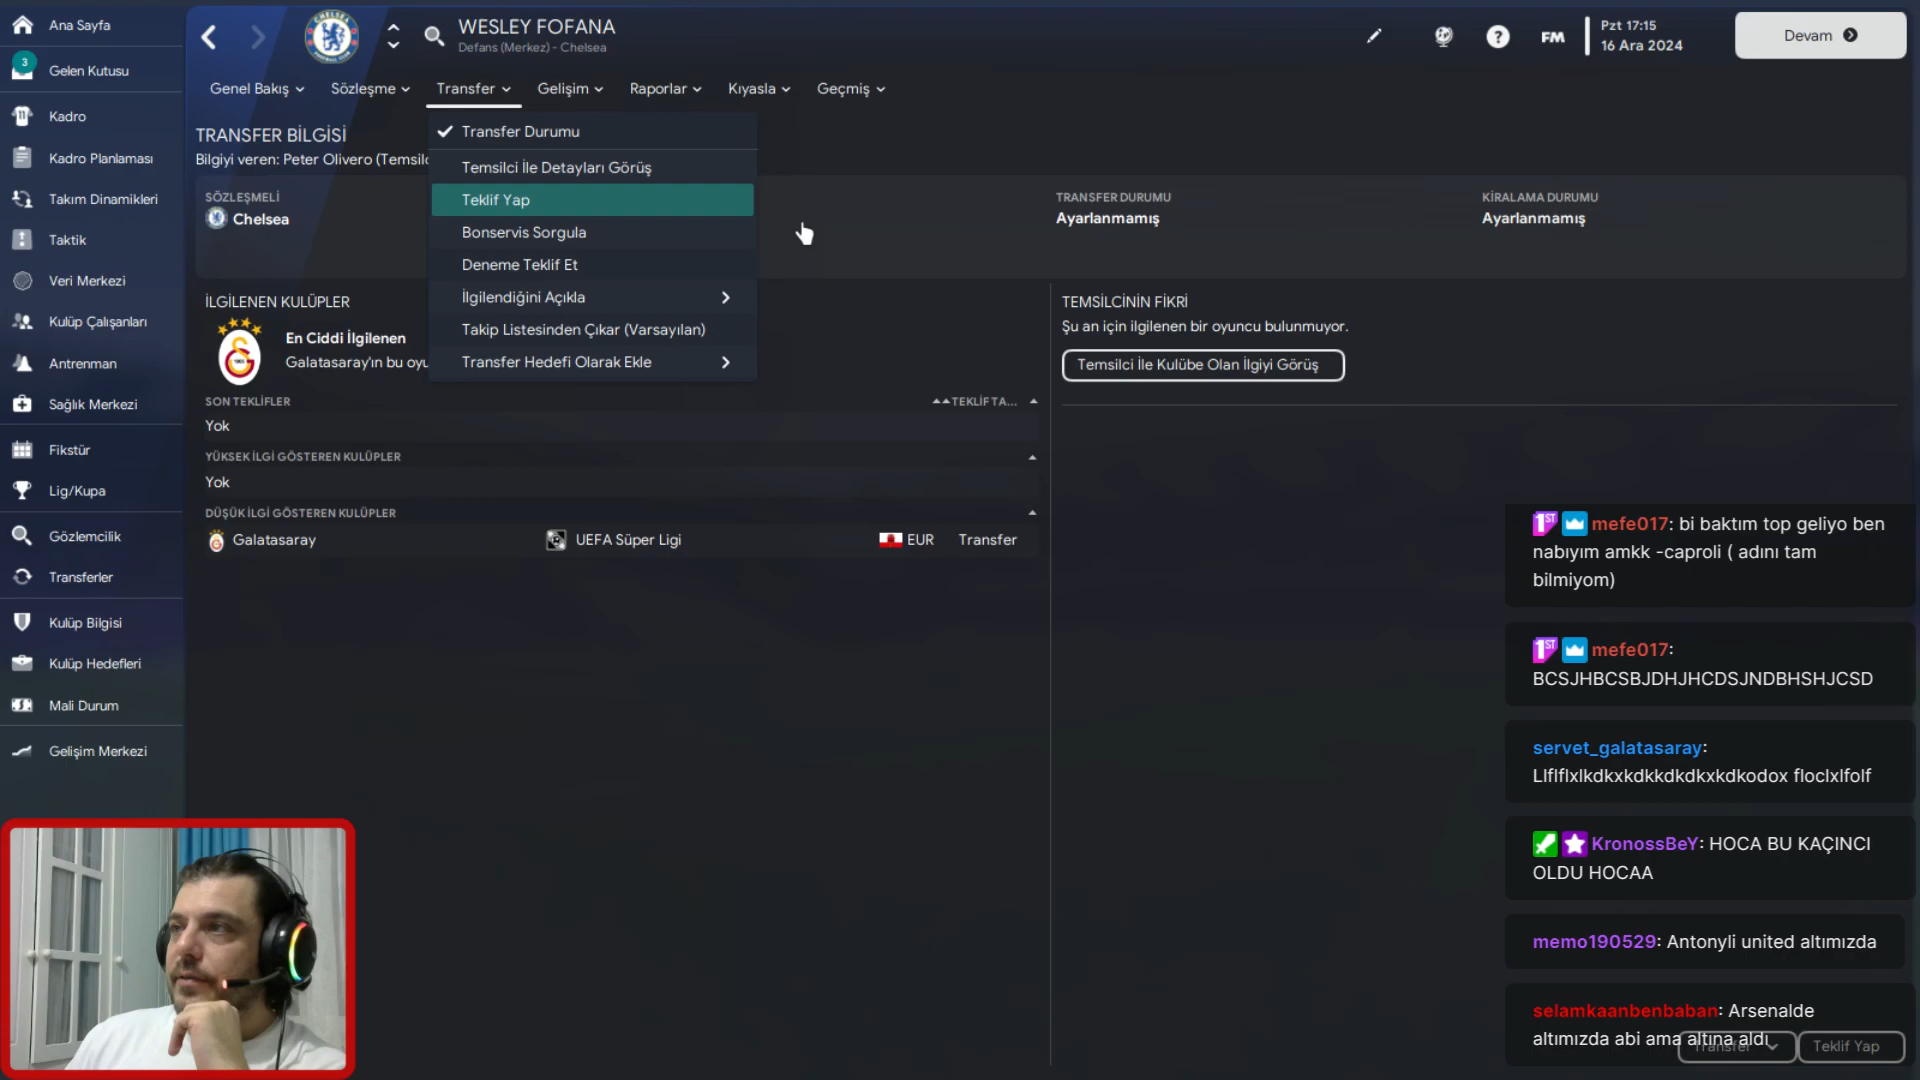 Ana Sayfa
3
Gelen Kutusu
Kadro
Kadro Planlaması
Takım Dinamikleri
Taktik
Veri Merkezi
Kulüp Çalışanları
Antrenman
Sağlık Merkezi
Fikstür
Lig/Kupa
Gözlemcilik
Transferler
Kulüp Bilgisi
Kulüp Hedefleri
Mali Durum
Gelişim Merkezi
WESLEY FOFANA
Defans (Merkez) - Chelsea
FM
Pzt 17:15
16 Ara 2024
Devam
Genel Bakış
Sözleşme
Transfer
Gelişim
Raporlar
Kıyasla
Geçmiş
TRANSFER BİLGİSİ
Bilgiyi veren: Peter Olivero (Temsilc
Transfer Durumu
Temsilci İle Detayları Görüş
Teklif Yap
Bonservis Sorgula
Deneme Teklif Et
İlgilendiğini Açıkla
Takip Listesinden Çıkar (Varsayılan)
Transfer Hedefi Olarak Ekle
SÖZLEŞMELİ
Chelsea
TRANSFER DURUMU
Ayarlanmamış
KİRALAMA DURUMU
Ayarlanmamış
İLGİLENEN KULÜPLER
En Ciddi İlgilenen
Galatasaray'ın bu oyu
SON TEKLİFLER
TEKLİF TA...
Yok
YÜKSEK İLGİ GÖSTEREN KULÜPLER
Yok
DÜŞÜK İLGİ GÖSTEREN KULÜPLER
Galatasaray
UEFA Süper Ligi
EUR
Transfer
TEMSİLCİNİN FİKRİ
Şu an için ilgilenen bir oyuncu bulunmuyor.
Temsilci İle Kulübe Olan İlgiyi Görüş
1ST mefe017: bi baktım top geliyo ben
nabıyım amkk -caproli ( adını tam
bilmiyom)
1ST mefe017:
BCSJHBCSBJDHJHCDSJNDBHSHJCSD
servet_galatasaray:
Llflflxlkdkxkdkkdkdkxkdkodox floclxlfolf
KronossBeY: HOCA BU KAÇINCI
OLDU HOCAA
memo190529: Antonyli united altımızda
selamkaanbenbaban: Arsenalde
altımızda abi ama altına aldı
Transfer
Teklif Yap